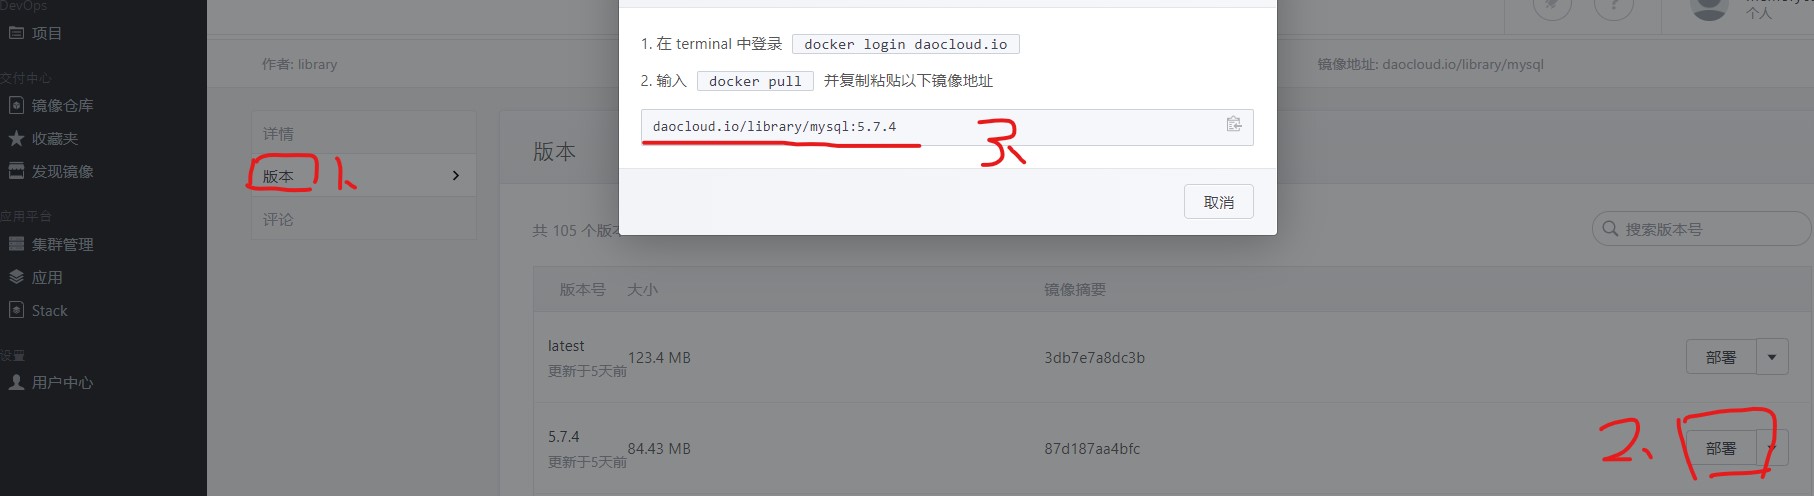 DevOps
项目
交付中心
镜像仓库
收藏夹
发现镜像
应用平台
集群管理
应用
Stack
设置
用户中心
个人
作者: library
镜像地址: daocloud.io/library/mysql
详情
版本
1、
评论
版本
共 105 个版本
搜索版本号
1. 在 terminal 中登录 docker login daocloud.io
2. 输入 docker pull 并复制粘贴以下镜像地址
daocloud.io/library/mysql:5.7.4
3、
取消
版本号 大小 镜像摘要
latest
更新于5天前
123.4 MB
3db7e7a8dc3b
部署
5.7.4
更新于5天前
84.43 MB
87d187aa4bfc
2、
部署